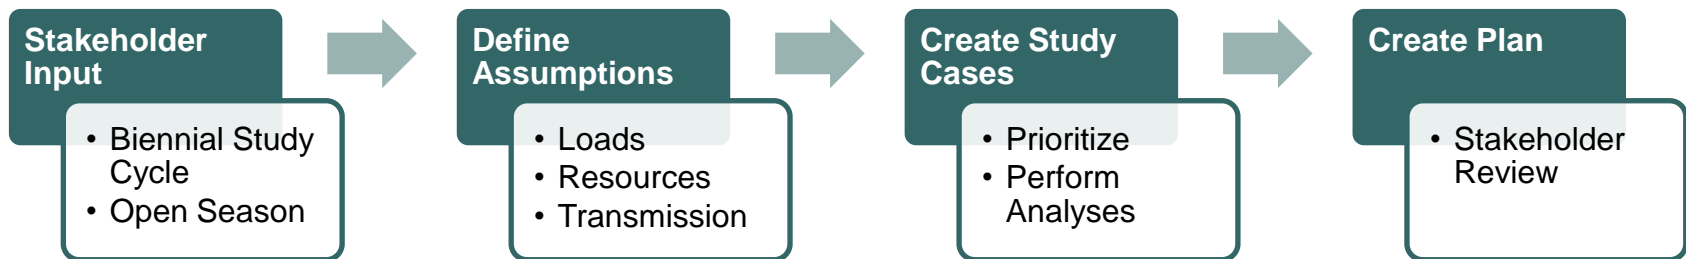 Stakeholder
Input
• Biennial Study
Cycle
• Open Season
Define
Assumptions
• Loads
• Resources
• Transmission
Create Study
Cases
• Prioritize
• Perform
Analyses
Create Plan
• Stakeholder
Review